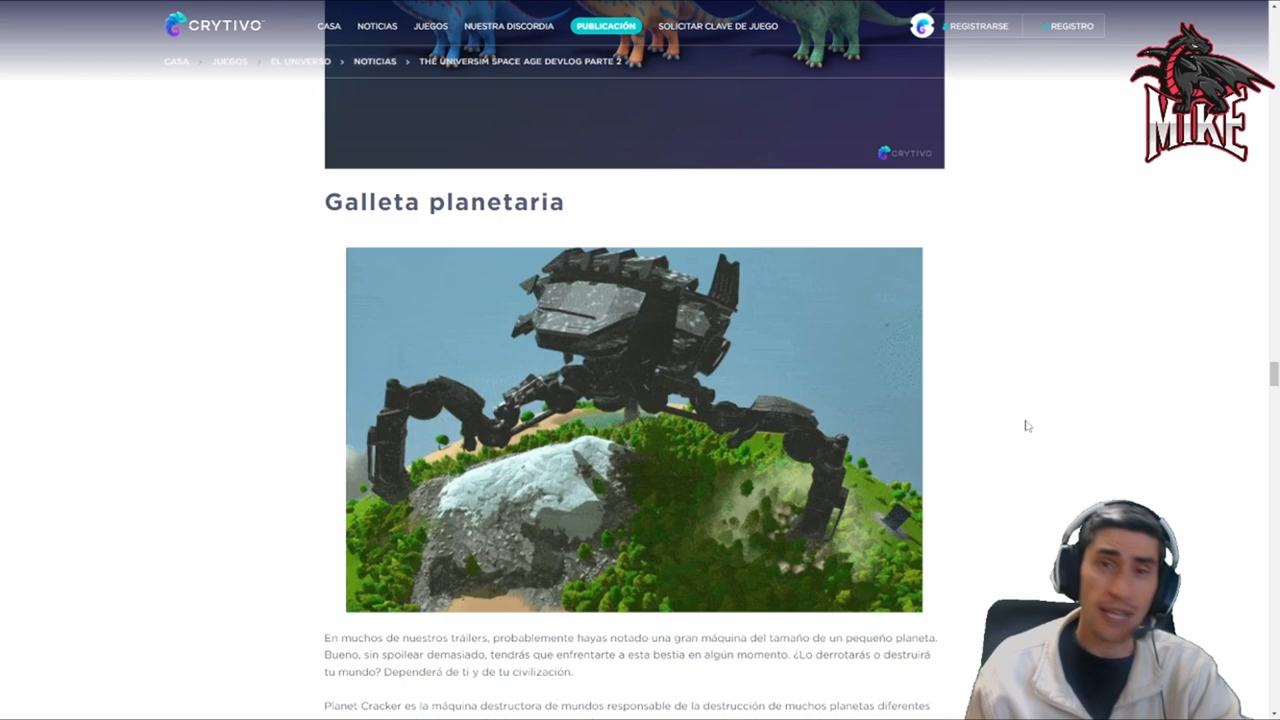 CRYTIVO
CASA NOTICIAS JUEGOS NUESTRA DISCORDIA PUBLICACIÓN SOLICITAR CLAVE DE JUEGO REGISTRARSE REGISTRO
CASA > JUEGOS > EL UNIVERSO > NOTICIAS > THE UNIVERSIM SPACE AGE DEVLOG PARTE 2
MIKE
CRYTIVO
Galleta planetaria
En muchos de nuestros tráilers, probablemente hayas notado una gran máquina del tamaño de un pequeño planeta.
Bueno, sin spoilear demasiado, tendrás que enfrentarte a esta bestia en algún momento. ¿Lo derrotarás o destruirá
tu mundo? Dependerá de ti y de tu civilización.
Planet Cracker es la máquina destructora de mundos responsable de la destrucción de muchos planetas diferentes